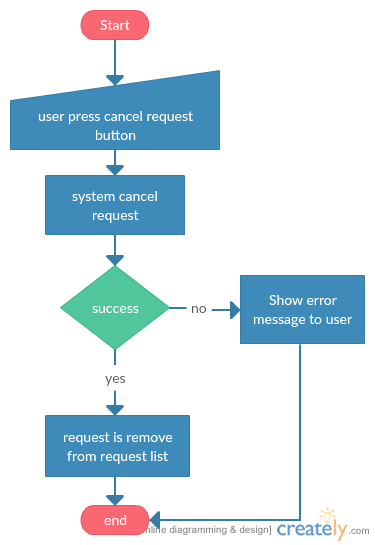 Start
user press cancel request
button
system cancel
request
success
no
Show error
message to user
yes
request is remove
from request list
end
nline diagramming & design]
creately.com